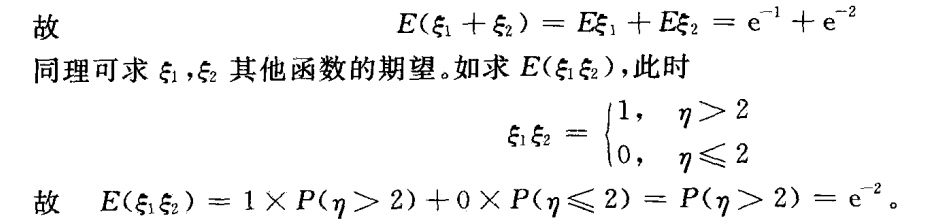 故 E(ξ₁+ξ₂) = Eξ₁+Eξ₂ = e⁻¹+e⁻²
同理可求 ξ₁,ξ₂ 其他函数的期望。如求 E(ξ₁ξ₂),此时
ξ₁ξ₂ = {1, η>2
0, η⩽2
故 E(ξ₁ξ₂) = 1×P(η>2)+0×P(η⩽2) = P(η>2) = e⁻²。